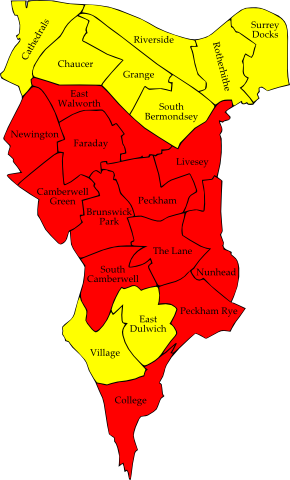 Surrey
Docks
Cathedrals
Riverside
Rotherhithe
Chaucer
Grange
East
Walworth
South
Bermondsey
Newington
Faraday
Livesey
Camberwell
Green
Peckham
Brunswick
Park
The Lane
South
Camberwell
Nunhead
Peckham Rye
East
Dulwich
Village
College